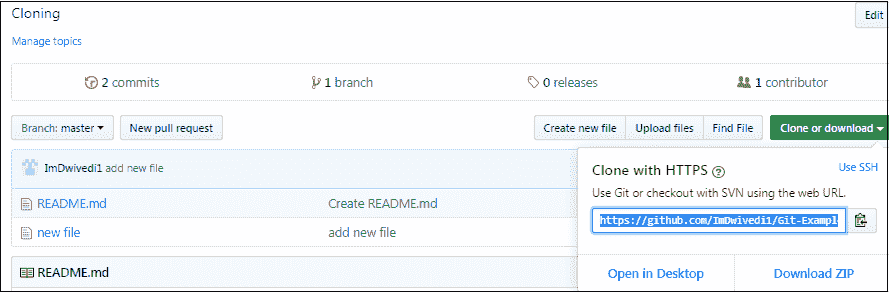 Cloning
Edit
Manage topics
2 commits
1 branch
0 releases
1 contributor
Branch: master
New pull request
Create new file
Upload files
Find File
Clone or download
ImDwivedi1 add new file
README.md
Create README.md
new file
add new file
README.md
Clone with HTTPS
Use SSH
Use Git or checkout with SVN using the web URL.
https://github.com/ImDwivedi1/Git-Exampl
Open in Desktop
Download ZIP